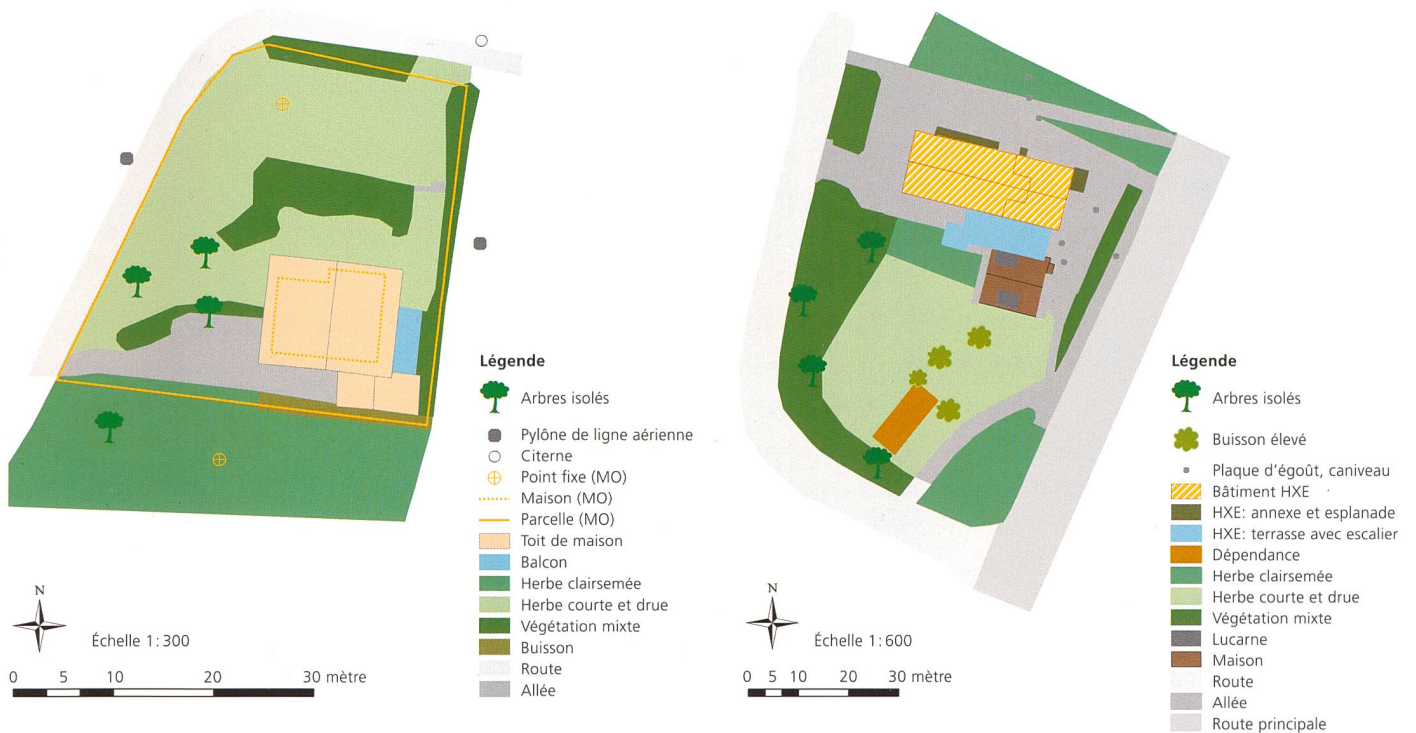 Légende
Arbres isolés
Pylône de ligne aérienne
Citerne
Point fixe (MO)
Maison (MO)
Parcelle (MO)
Toit de maison
Balcon
Herbe clairsemée
Herbe courte et drue
Végétation mixte
Buisson
Route
Allée
N
Échelle 1:300
0 5 10 20 30 mètre
Légende
Arbres isolés
Buisson élevé
Plaque d'égoût, caniveau
Bâtiment HXE
HXE: annexe et esplanade
HXE: terrasse avec escalier
Dépendance
Herbe clairsemée
Herbe courte et drue
Végétation mixte
Lucarne
Maison
Route
Allée
Route principale
N
Échelle 1:600
0 5 10 20 30 mètre